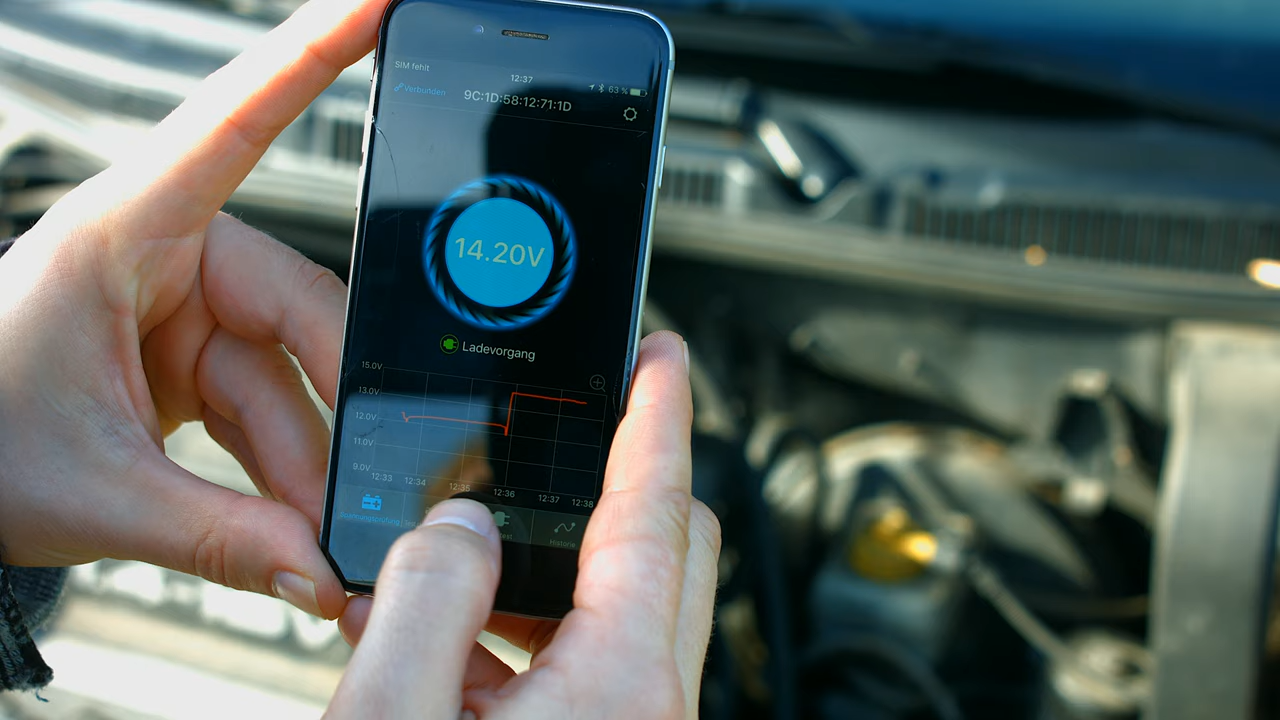 SIM fehlt
12:37
63 %
Verbunden
9C:1D:58:12:71:1D
14.20V
Ladevorgang
15.0V
13.0V
12.0V
11.0V
9.0V
12:33 12:34 12:35 12:36 12:37 12:38
Historie